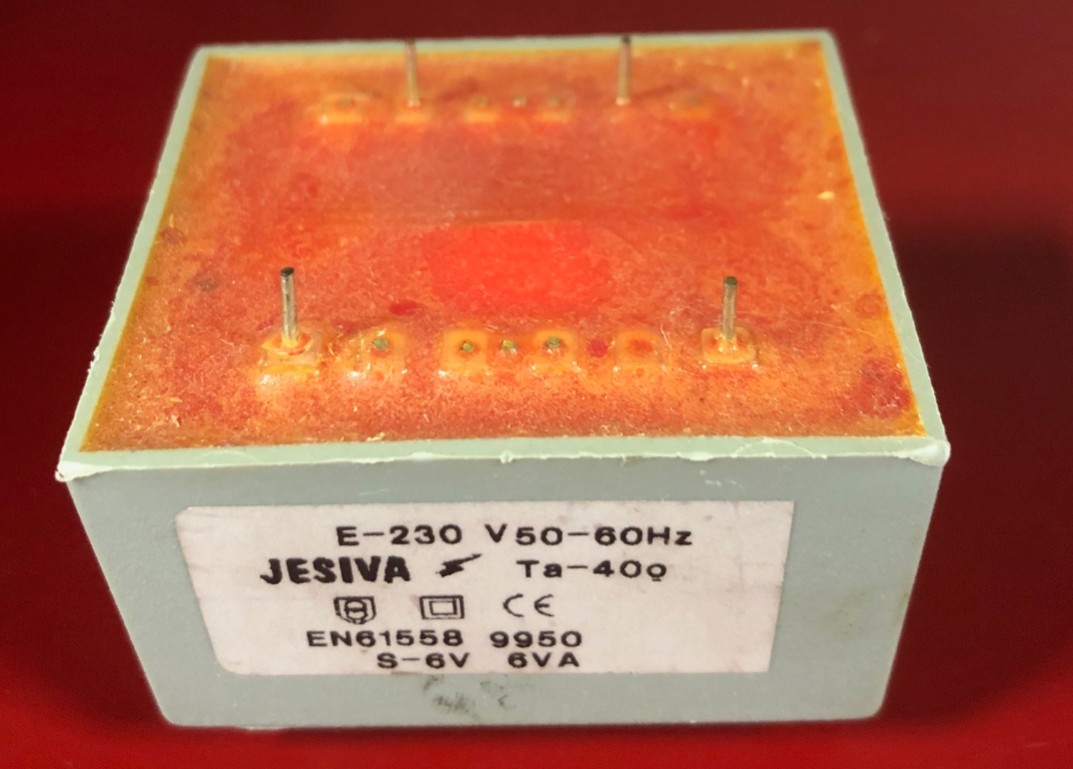 E-230 V50-60Hz
JESIVA Ta-40º
CE
EN61558 9950
S-6V 6VA